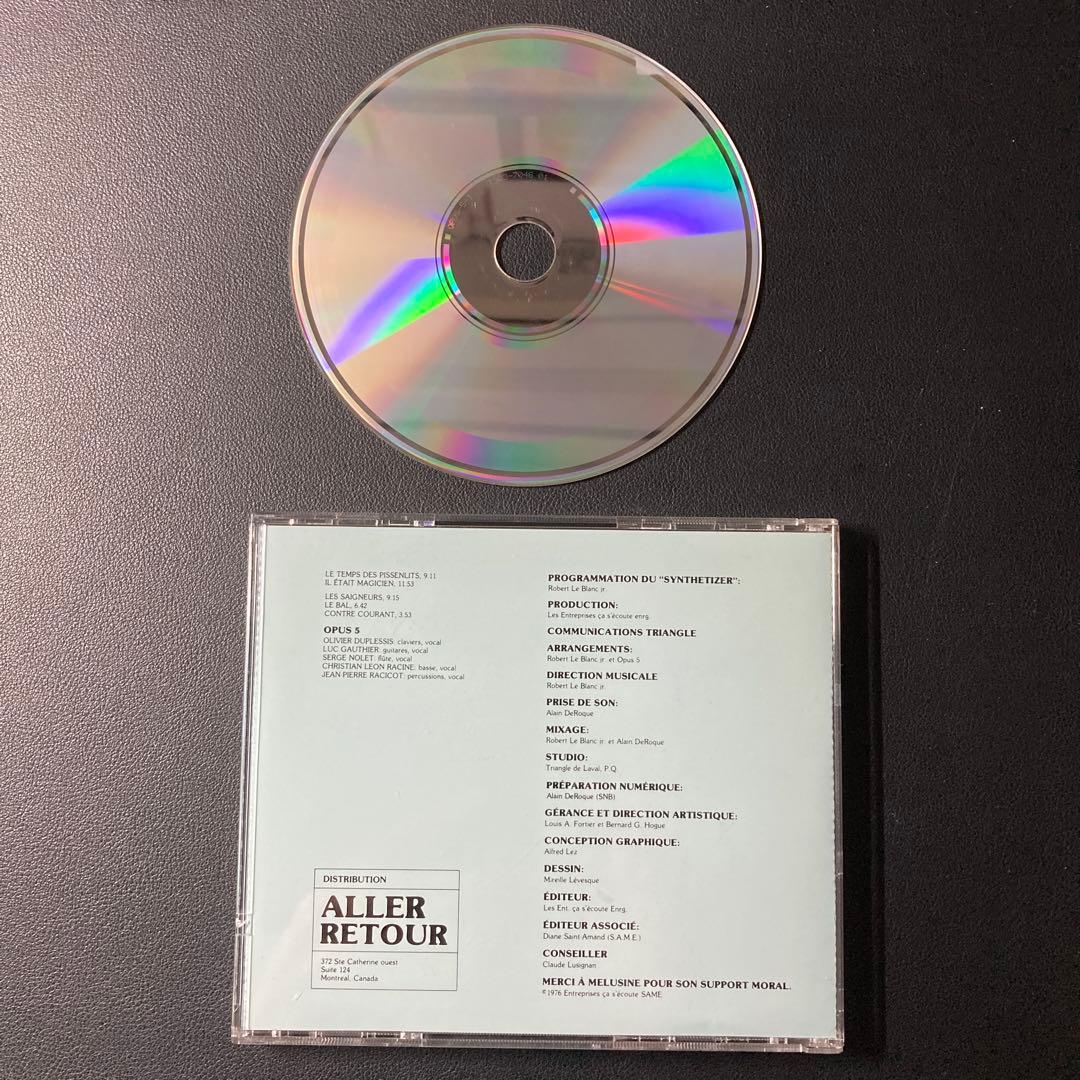 LE TEMPS DES PISSENLITS, 9.11
IL ÉTAIT MAGICIEN, 11.53
LES SAIGNEURS, 9.15
LE BAL, 6.42
CONTRE COURANT, 3.53
OPUS 5
OLIVIER DUPLESSIS: claviers, vocal
LUC GAUTHIER: guitares, vocal
SERGE NOLET: flûte, vocal
CHRISTIAN LEON RACINE: basse, vocal
JEAN-PIERRE RACICOT: percussions, vocal
DISTRIBUTION
ALLER
RETOUR
372 Ste Catherine ouest
Suite 124
Montreal, Canada
PROGRAMMATION DU "SYNTHETIZER":
Robert Le Blanc jr.
PRODUCTION:
Les Entreprises ça s'écoute enrg.
COMMUNICATIONS TRIANGLE
ARRANGEMENTS:
Robert Le Blanc jr. et Opus 5
DIRECTION MUSICALE
Robert Le Blanc jr.
PRISE DE SON:
Alain DeRoque
MIXAGE:
Robert Le Blanc jr. et Alain DeRoque
STUDIO:
Triangle de Laval, P.Q.
PRÉPARATION NUMÉRIQUE:
Alain DeRoque (SNB)
GÉRANCE ET DIRECTION ARTISTIQUE:
Louis A. Fortier et Bernard G. Hogue
CONCEPTION GRAPHIQUE:
Alfred Lez
DESSIN:
Mireille Lévesque
ÉDITEUR:
Les Ent. ça s'écoute Enrg.
ÉDITEUR ASSOCIÉ:
Diane Saint-Amand (S.A.M.E.)
CONSEILLER
Claude Lusignan
MERCI À MELUSINE POUR SON SUPPORT MORAL.
©1976 Entreprises ça s'écoute SAME